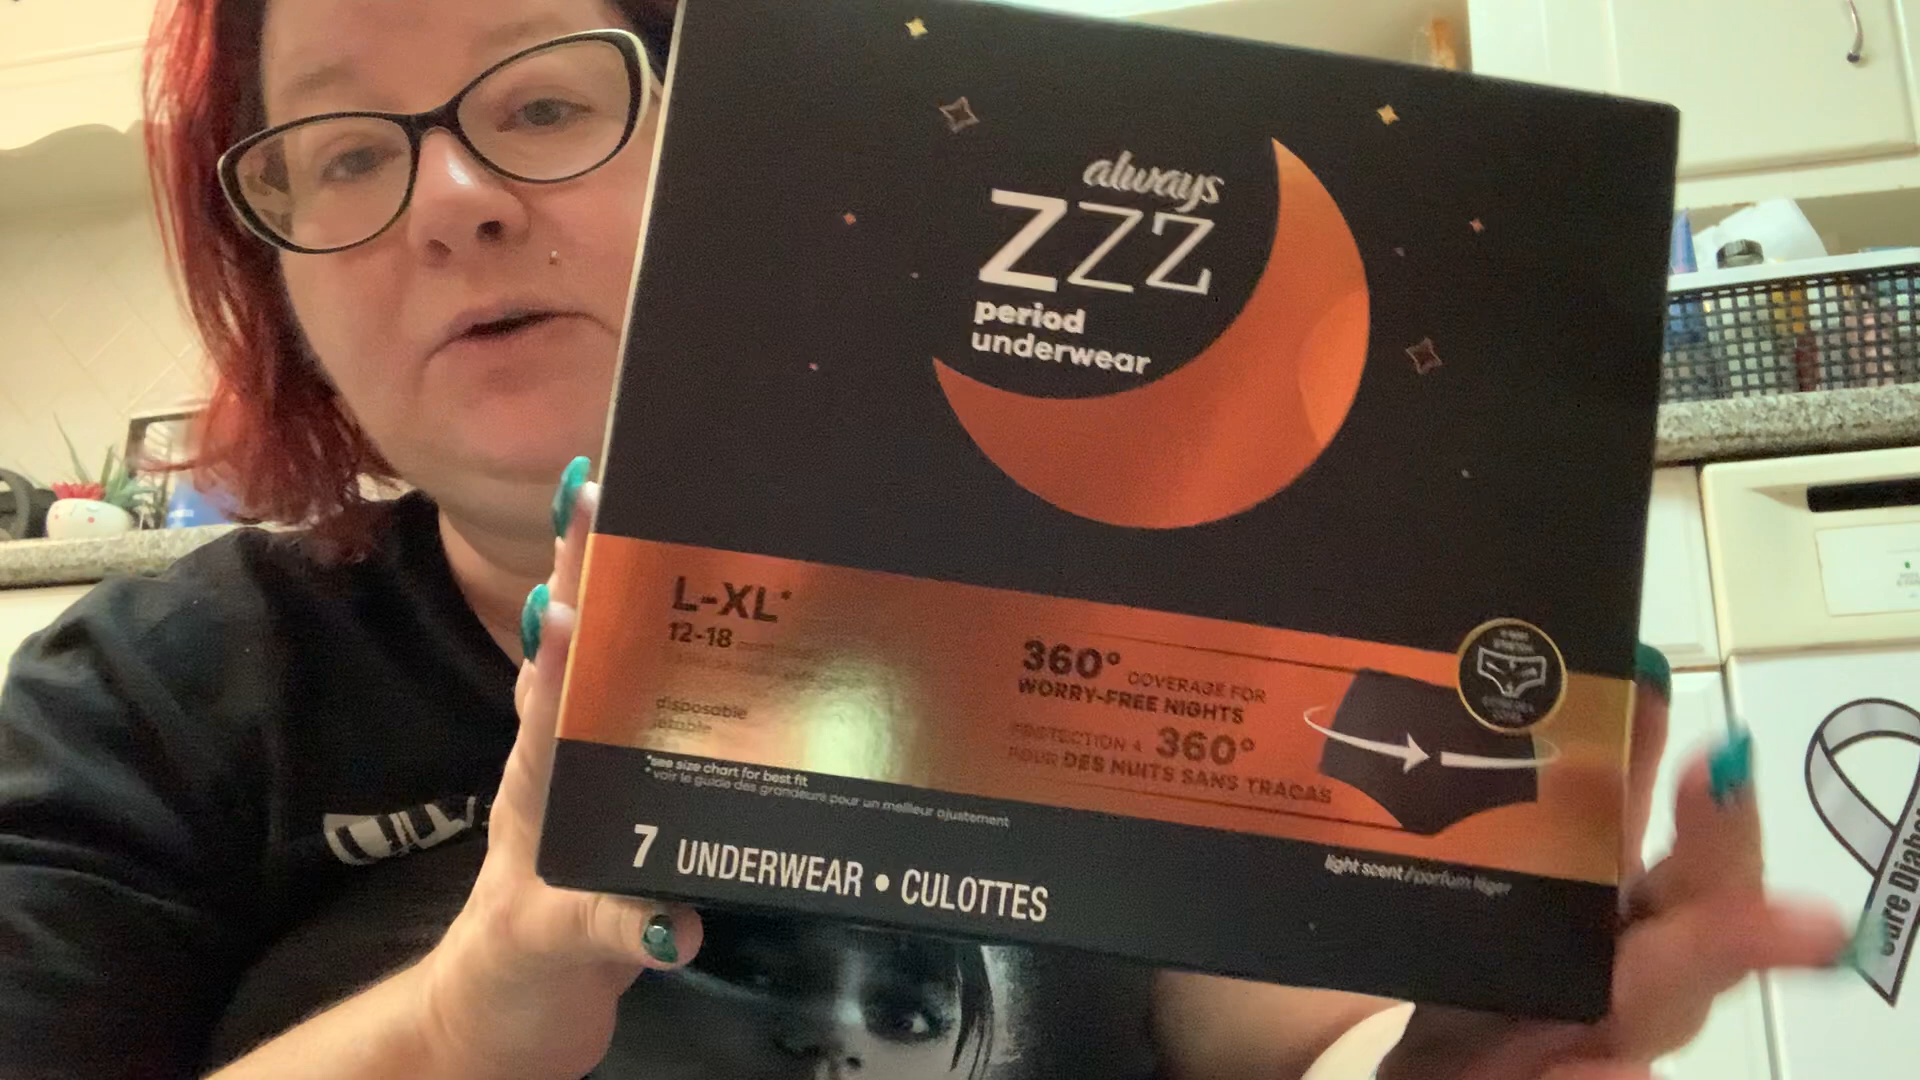 always
ZZZ
period
underwear
L-XL*
12-18
disposable
jetable
360° COVERAGE FOR
WORRY-FREE NIGHTS
PROTECTION À 360°
POUR DES NUITS SANS TRACAS
*see size chart for best fit
*voir le guide des grandeurs pour un meilleur ajustement
7 UNDERWEAR • CULOTTES
light scent / parfum léger
Cure Diabe